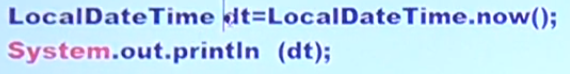 LocalDateTime dt=LocalDateTime.now();
System.out.println (dt);